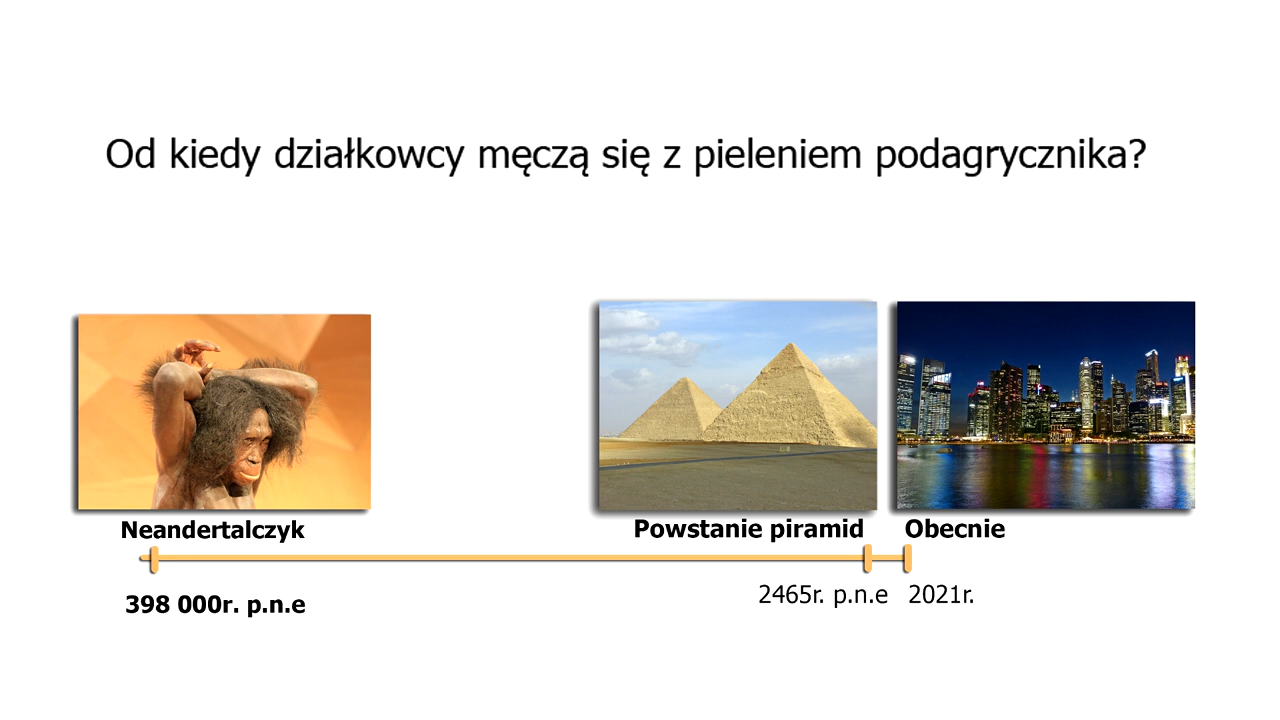 Od kiedy działkowcy męczą się z pieleniem podagrycznika?
Neandertalczyk
Powstanie piramid
Obecnie
398 000r. p.n.e
2465r. p.n.e
2021r.